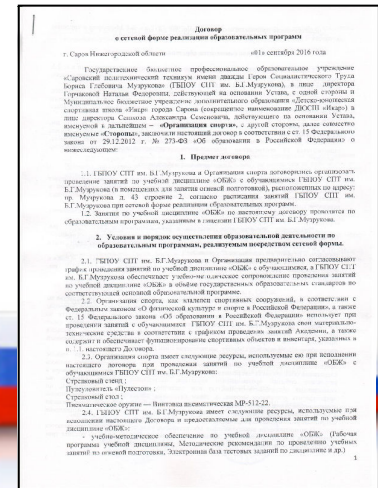 Договор
о сетевой форме реализации образовательных программ
г. Саров Нижегородской области «01» сентября 2016 года
Государственное бюджетное профессиональное образовательное учреждение
«Саровский политехнический техникум имени дважды Героя Социалистического Труда
Бориса Глебовича Музрукова» (ГБПОУ СПТ им. Б.Г.Музрукова), в лице директора
Горчаковой Натальи Федоровны, действующей на основании Устава, с одной стороны и
Муниципальное бюджетное учреждение дополнительного образования «Детско-юношеская
спортивная школа «Икар» города Сарова (сокращенное наименование ДЮСШ «Икар») в
лице директора Семенова Александра Семеновича, действующего на основании Устава,
именуемой в дальнейшем – «Организация спорта», с другой стороны, далее совместно
именуемые «Стороны», заключили настоящий договор в соответствии с ст. 15 Федерального
закона от 29.12.2012 г. № 273-ФЗ «Об образовании в Российской Федерации» о
нижеследующем:
1. Предмет договора
1.1. ГБПОУ СПТ им. Б.Г.Музрукова и Организация спорта договорились организовать
проведение занятий по учебной дисциплине «ОБЖ» с обучающимися ГБПОУ СПТ им.
Б.Г.Музрукова (в помещениях для занятия огневой подготовкой), расположенных по адресу:
пр. Музрукова д. 43 строение 2, согласно расписания занятий ГБПОУ СПТ им.
Б.Г.Музрукова при сетевой форме реализации образовательных программ.
1.2. Занятия по учебной дисциплине «ОБЖ» по настоящему договору проводятся по
образовательным программам, указанным в лицензии ГБПОУ СПТ им. Б.Г.Музрукова.
2. Условия и порядок осуществления образовательной деятельности по
образовательным программам, реализуемым посредством сетевой формы.
2.1. ГБПОУ СПТ им. Б.Г.Музрукова и Организация предварительно согласовывают
график проведения занятий по учебной дисциплине «ОБЖ» с обучающимися, а ГБПОУ СПТ
им. Б.Г.Музрукова обеспечивает учебно-методическое сопровождение проведения занятий
по учебной дисциплине «ОБЖ» в объёме государственных образовательных стандартов по
соответствующей основной образовательной программе.
2.2. Организация спорта, как владелец спортивных сооружений, в соответствии с
Федеральным законом «О физической культуре и спорте в Российской Федерации», а также
ст. 15 Федерального закона «Об образовании в Российской Федерации» использует при
проведении занятий с обучающимися ГБПОУ СПТ им. Б.Г.Музрукова свои материально-
технические средства в соответствии с графиком проведения занятий, а также
содержит и обеспечивает функционирование спортивных объектов и инвентаря, указанных в
п. 1.1. настоящего Договора.
2.3. Организация спорта имеет следующие ресурсы, используемые ею при исполнении
настоящего договора при проведении занятий по учебной дисциплине «ОБЖ» с
обучающимися ГБПОУ СПТ им. Б.Г.Музрукова:
Стрелковый стенд ;
Пулеуловитель «Пулестоп» ;
Стрелковый стол ;
Пневматическое оружие – Винтовка пневматическая МР-512-22.
2.4. ГБПОУ СПТ им. Б.Г.Музрукова имеет следующие ресурсы, используемые при
исполнении настоящего Договора и предоставляемые для проведения занятий по учебной
дисциплине «ОБЖ»:
- учебно-методическое обеспечение по учебной дисциплине «ОБЖ» (Рабочая
программа учебной дисциплины, Методические рекомендации по проведению учебных
занятий по огневой подготовке, Электронная база тестовых заданий по дисциплине и др.)
1